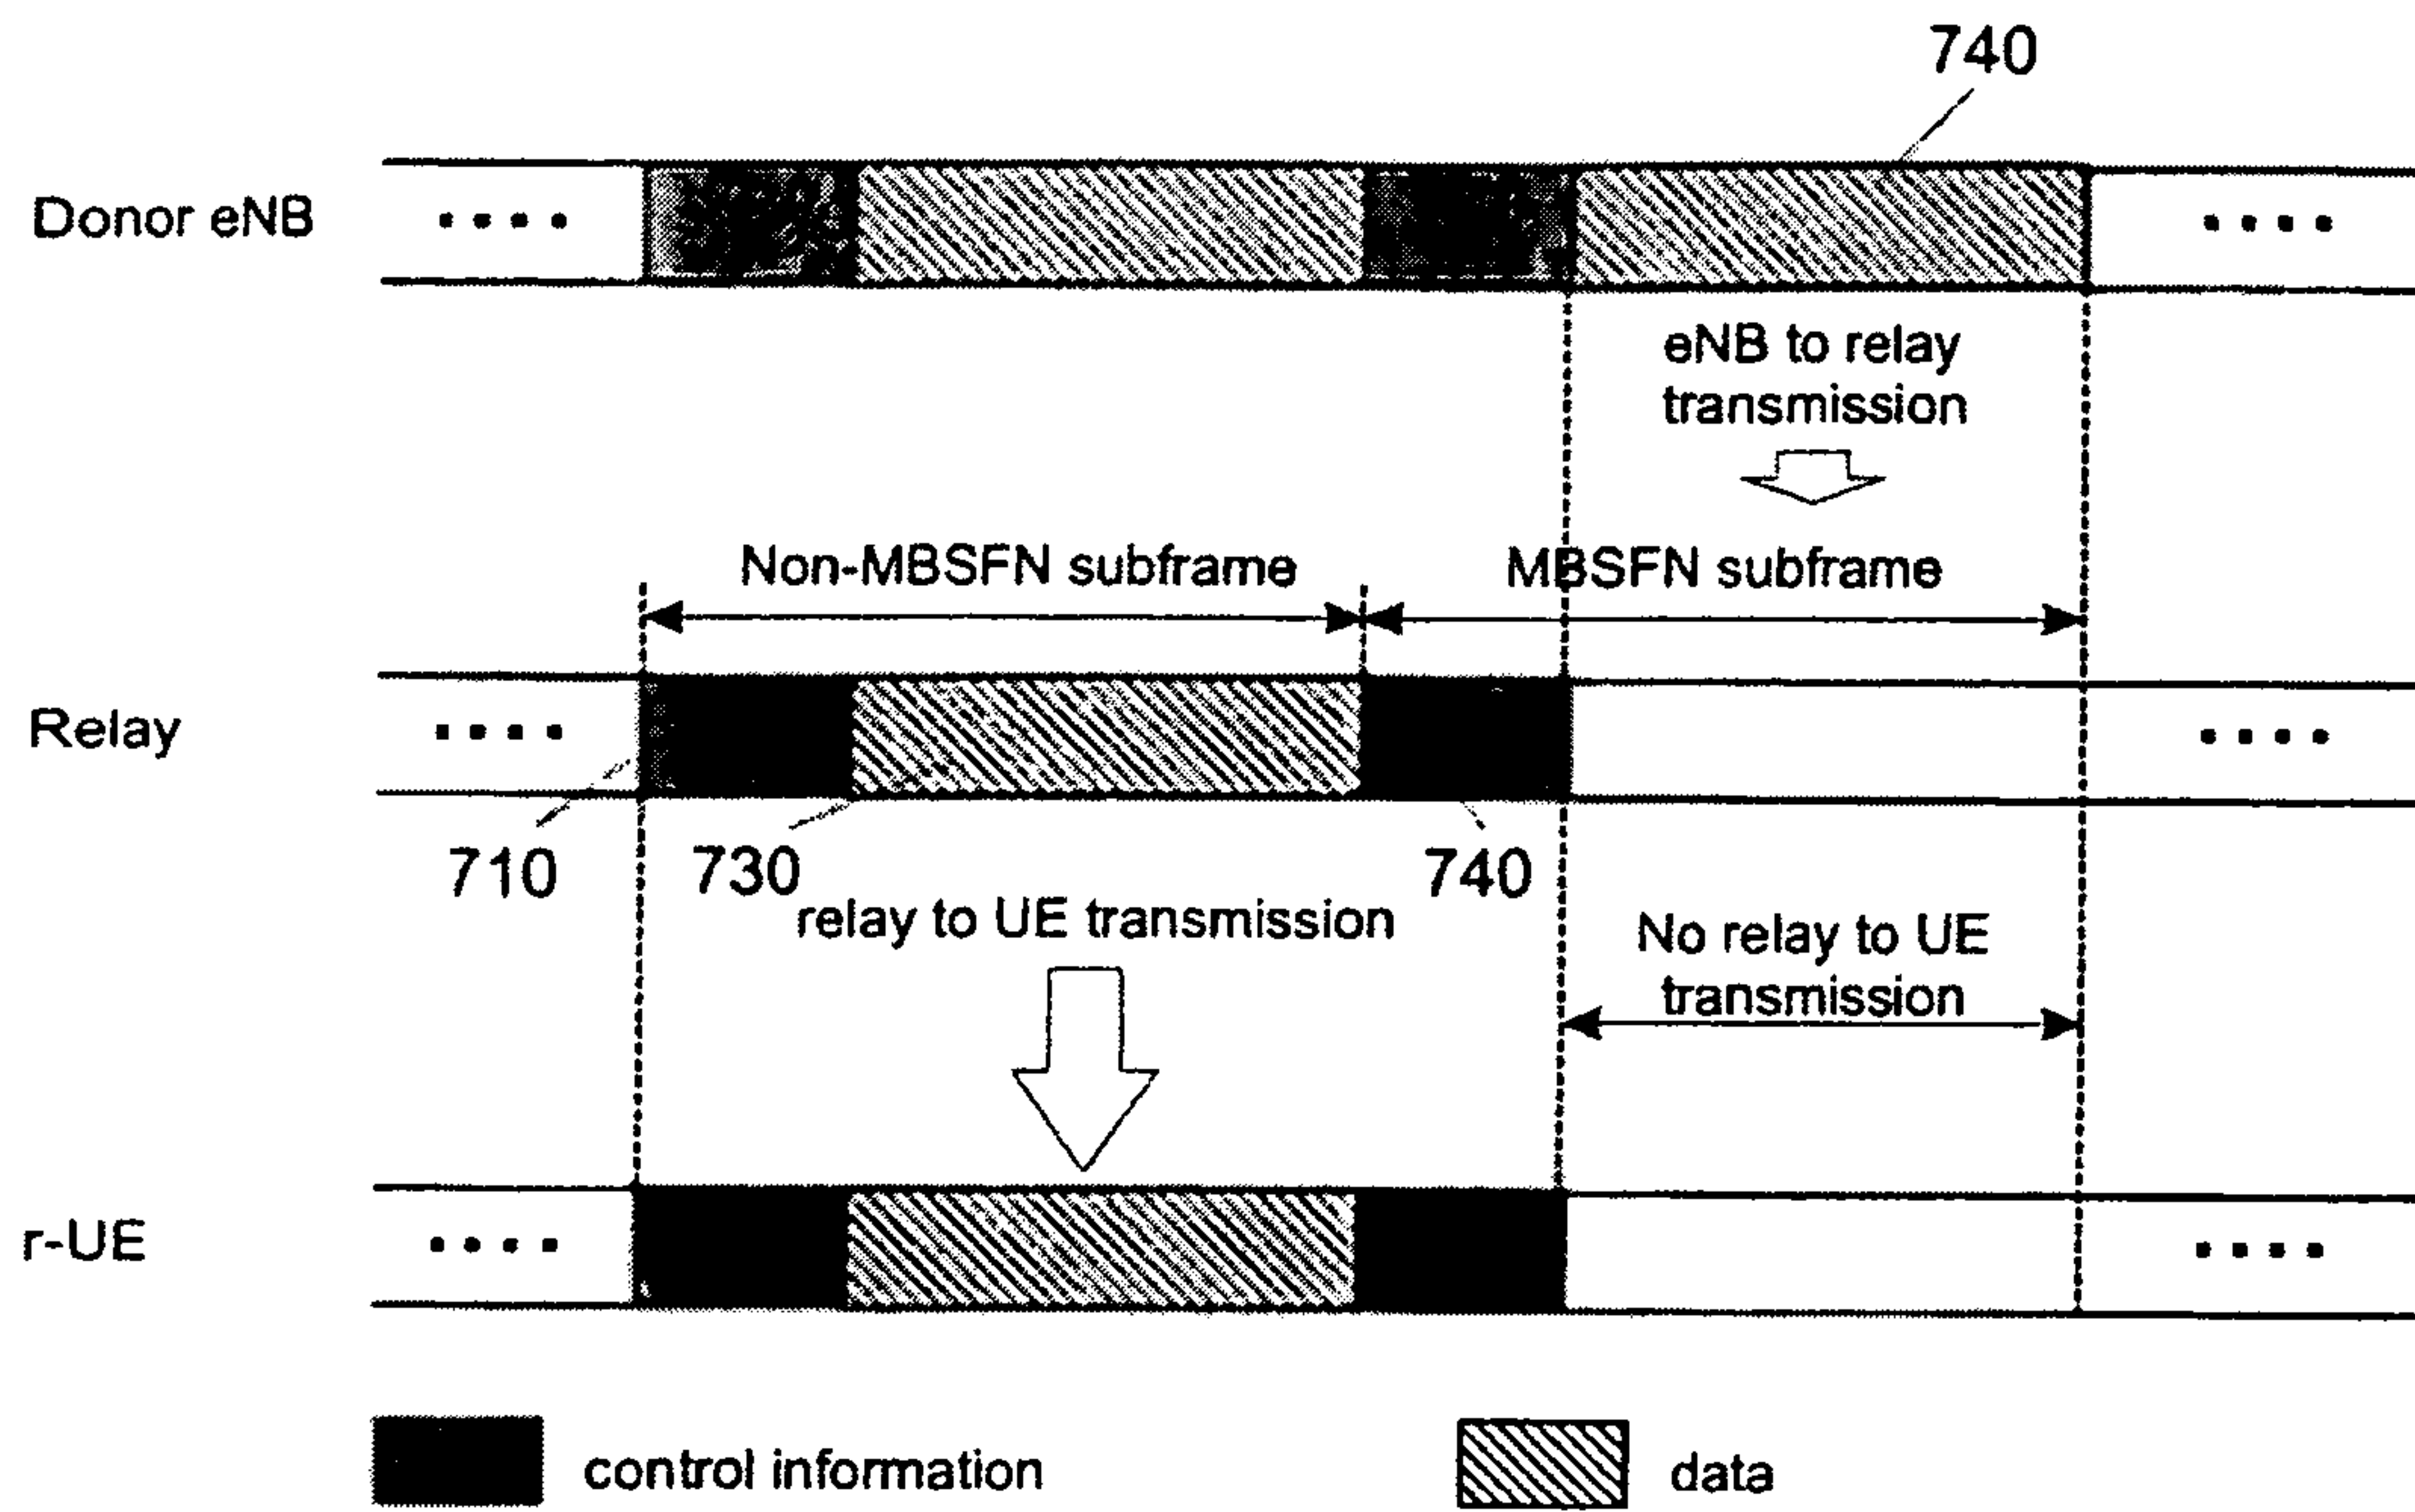 740
Donor eNB
eNB to relay
transmission
Non-MBSFN subframe
MBSFN subframe
Relay
710
730
740
relay to UE transmission
No relay to UE
transmission
r-UE
control information
data